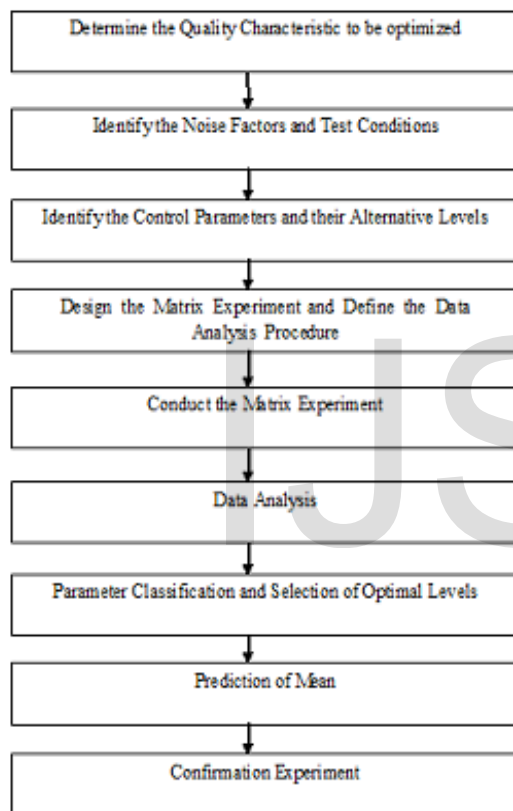 Determine the Quality Characteristic to be optimized
Identify the Noise Factors and Test Conditions
Identify the Control Parameters and their Alternative Levels
Design the Matrix Experiment and Define the Data
Analysis Procedure
Conduct the Matrix Experiment
Data Analysis
Parameter Classification and Selection of Optimal Levels
Prediction of Mean
Confirmation Experiment
IJS